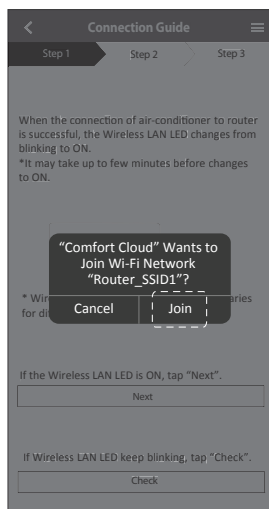 Connection Guide
Step 1
Step 2
Step 3
When the connection of air-conditioner to router
is successful, the Wireless LAN LED changes from
blinking to ON.
*It may take up to few minutes before changes
to ON.
"Comfort Cloud" Wants to
Join Wi-Fi Network
"Router_SSID1"?
Cancel
Join
for
If the Wireless LAN LED is ON, tap "Next".
Next
If Wireless LAN LED keep blinking, tap "Check".
Check